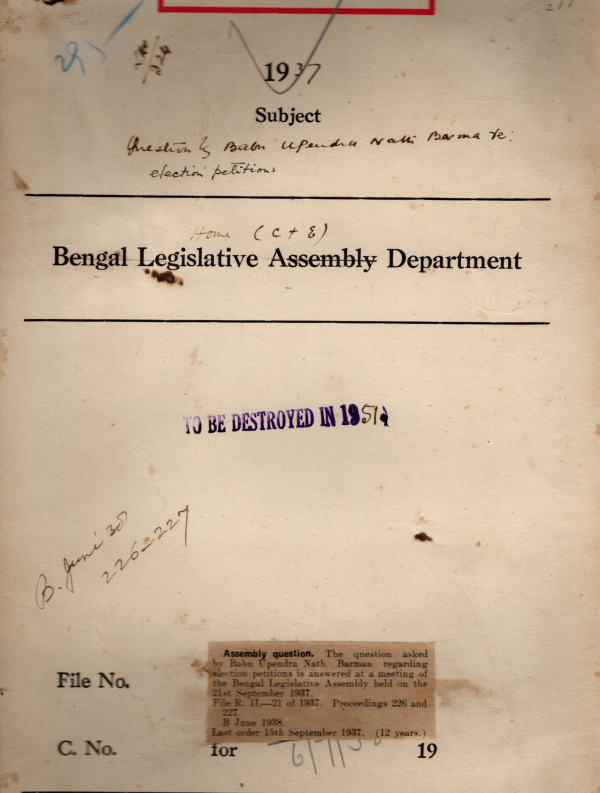 1937
Subject
Question by Babu Upendra Nath Barma re:
election petitions
Home (C + E)
Bengal Legislative Assembly Department
TO BE DESTROYED IN 1951
B. June 38
226–227
Assembly question. The question asked
by Babu Upendra Nath Barman regarding
election petitions is answered at a meeting of
the Bengal Legislative Assembly held on the
21st September 1937.
File R. 1L—21 of 1937. Proceedings 226 and
227.
B June 1938.
Last order 15th September 1937. (12 years.)
File No.
C. No. for 19